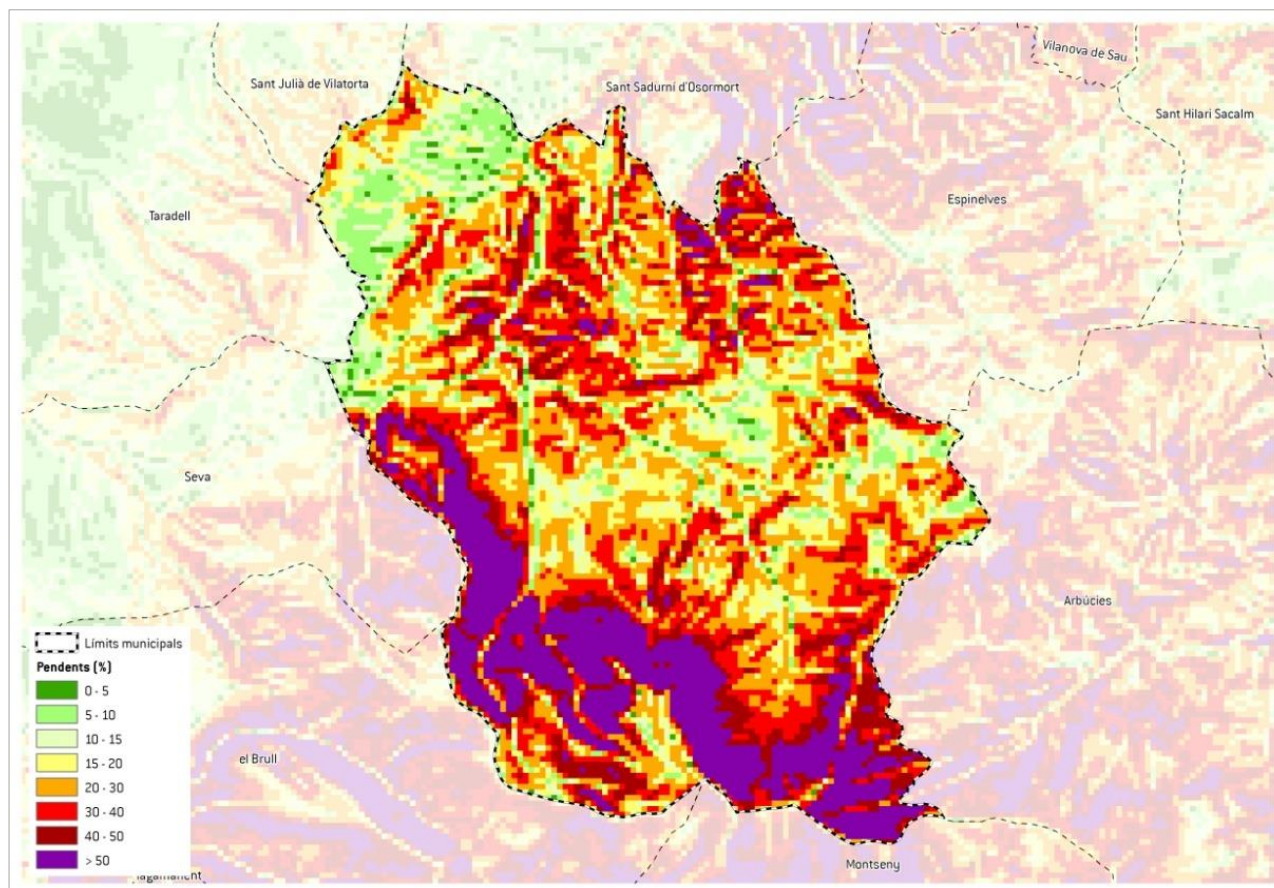 Vilanova de Sau
Sant Julià de Vilatorta
Sant Sadurní d'Osormort
Sant Hilari Sacalm
Espinelves
Taradell
Seva
Arbúcies
Límits municipals
Pendents (%)
0 - 5
5 - 10
10 - 15
15 - 20
20 - 30
30 - 40
40 - 50
> 50
el Brull
Montseny
Tagamanent